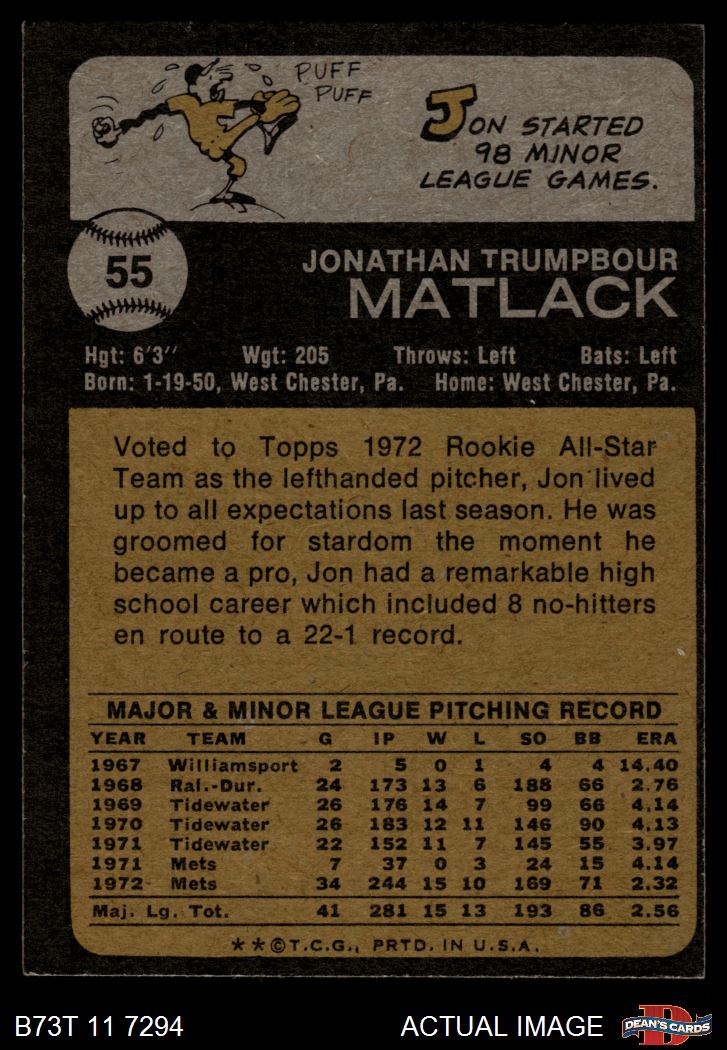 PUFF
PUFF
JON STARTED
98 MINOR
LEAGUE GAMES.
55
JONATHAN TRUMPBOUR
MATLACK
Hgt: 6'3" Wgt: 205 Throws: Left Bats: Left
Born: 1-19-50, West Chester, Pa. Home: West Chester, Pa.
Voted to Topps 1972 Rookie All-Star
Team as the lefthanded pitcher, Jon lived
up to all expectations last season. He was
groomed for stardom the moment he
became a pro, Jon had a remarkable high
school career which included 8 no-hitters
en route to a 22-1 record.
MAJOR & MINOR LEAGUE PITCHING RECORD
YEAR TEAM G IP W L SO BB ERA
1967 Williamsport 2 5 0 1 4 4 14.40
1968 Ral.-Dur. 24 173 13 6 188 66 2.76
1969 Tidewater 26 176 14 7 99 66 4.14
1970 Tidewater 26 183 12 11 146 90 4.13
1971 Tidewater 22 152 11 7 145 55 3.97
1971 Mets 7 37 0 3 24 15 4.14
1972 Mets 34 244 15 10 169 71 2.32
Maj. Lg. Tot. 41 281 15 13 193 86 2.56
**©T.C.G., PRTD. IN U.S.A.
B73T 11 7294 ACTUAL IMAGE
D
DEAN'S CARDS